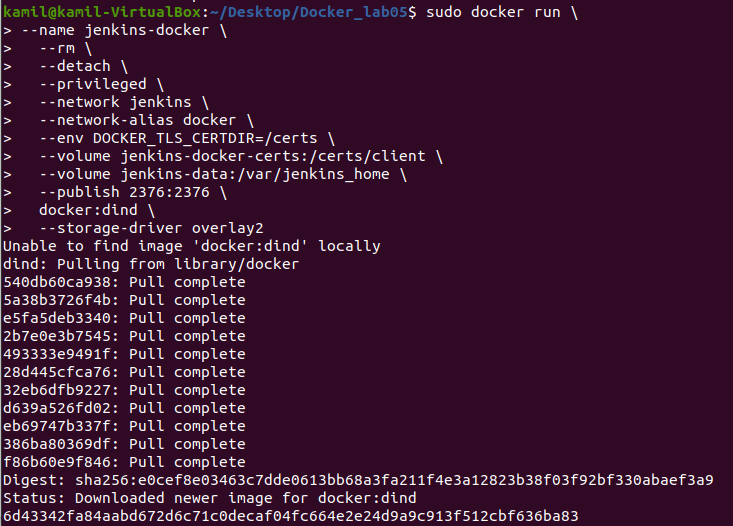 kamil@kamil-VirtualBox:~/Desktop/Docker_lab05$ sudo docker run \
> --name jenkins-docker \
>   --rm \
>   --detach \
>   --privileged \
>   --network jenkins \
>   --network-alias docker \
>   --env DOCKER_TLS_CERTDIR=/certs \
>   --volume jenkins-docker-certs:/certs/client \
>   --volume jenkins-data:/var/jenkins_home \
>   --publish 2376:2376 \
>   docker:dind \
>   --storage-driver overlay2
Unable to find image 'docker:dind' locally
dind: Pulling from library/docker
540db60ca938: Pull complete
5a38b3726f4b: Pull complete
e5fa5deb3340: Pull complete
2b7e0e3b7545: Pull complete
493333e9491f: Pull complete
28d445cfca76: Pull complete
32eb6dfb9227: Pull complete
d639a526fd02: Pull complete
eb69747b337f: Pull complete
386ba80369df: Pull complete
f86b60e9f846: Pull complete
Digest: sha256:e0cef8e03463c7dde0613bb68a3fa211f4e3a12823b38f03f92bf330abaef3a9
Status: Downloaded newer image for docker:dind
6d43342fa84aabd672d6c71c0decaf04fc664e2e24d9a9c913f512cbf636ba83